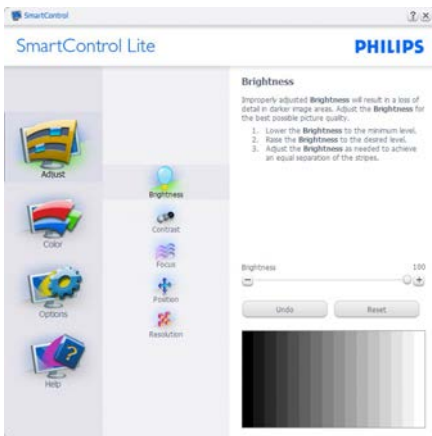 SmartControl
SmartControl Lite
PHILIPS
Adjust
Color
Options
Help
Brightness
Contrast
Focus
Position
Resolution
Brightness
Improperly adjusted Brightness will result in a loss of
detail in darker image areas. Adjust the Brightness for
the best possible picture quality.
1. Lower the Brightness to the minimum level.
2. Raise the Brightness to the desired level.
3. Adjust the Brightness as needed to achieve
an equal separation of the stripes.
Brightness 100
Undo Reset